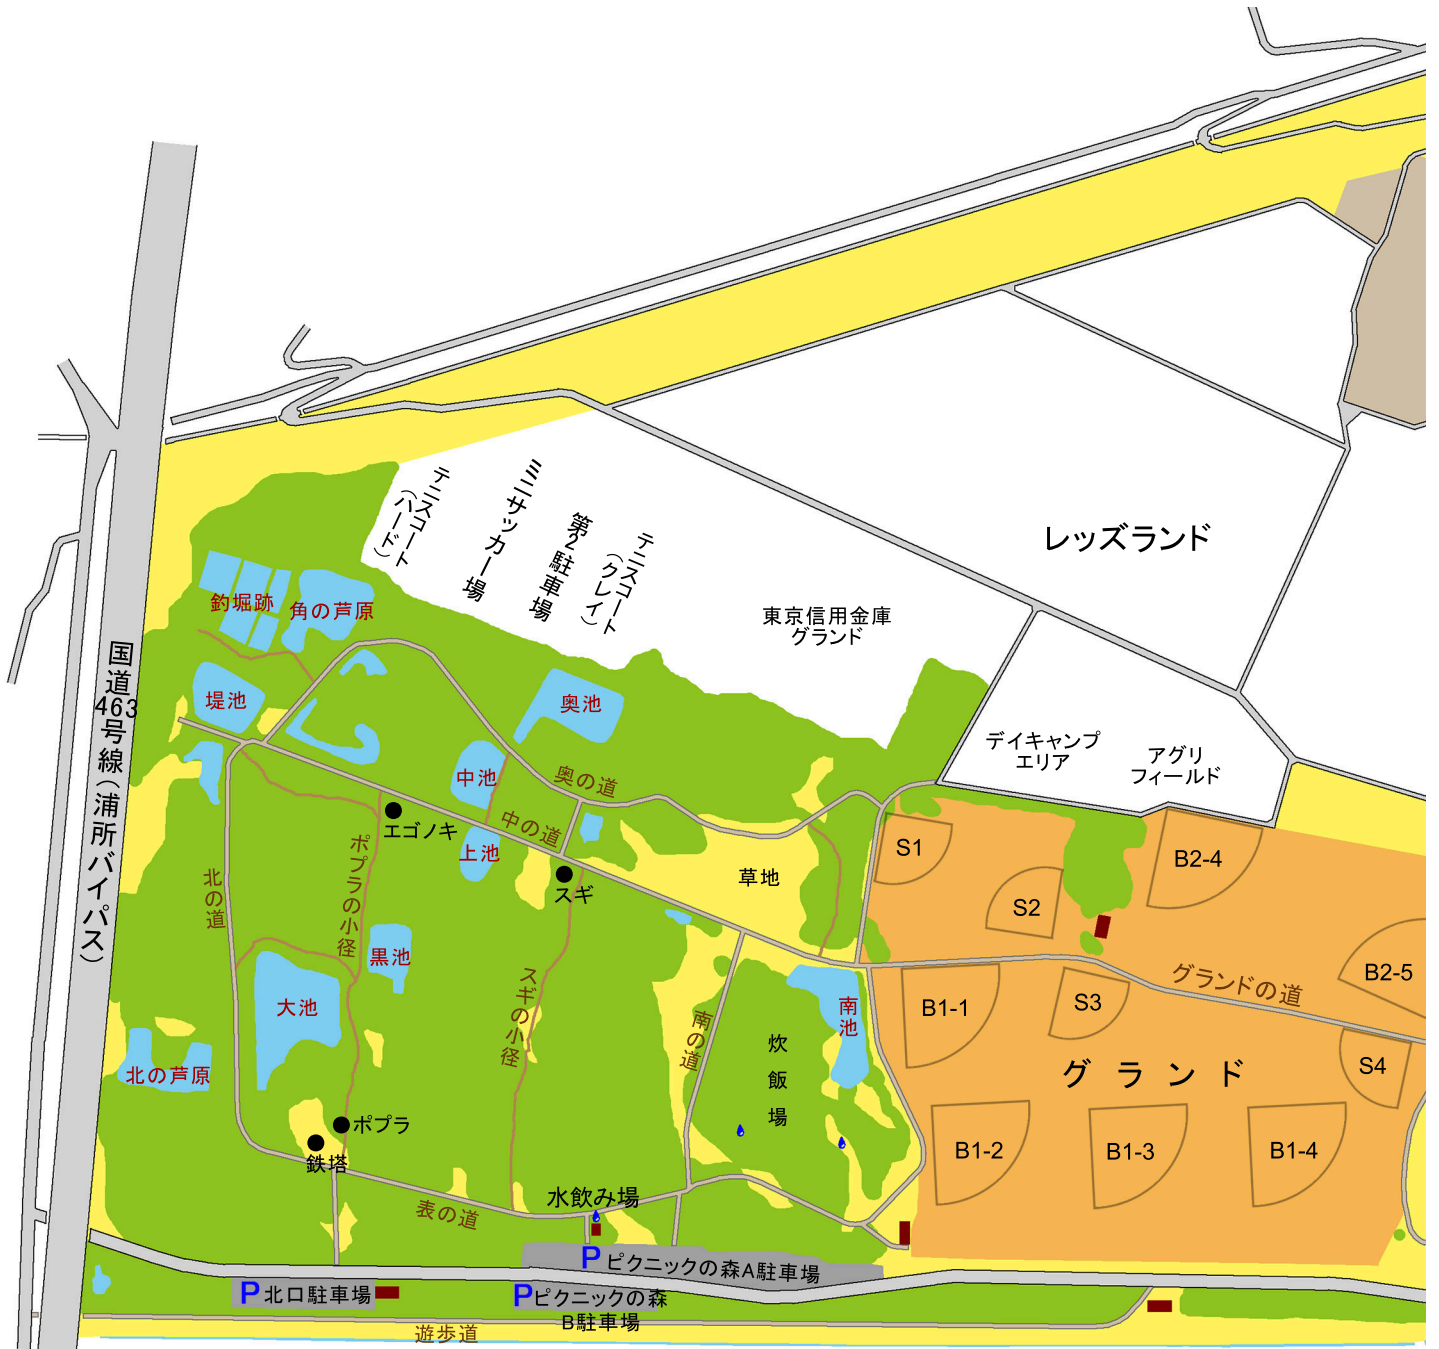 テニスコート
（ハード）
ミニサッカー場
第2駐車場
テニスコート
（クレイ）
レッズランド
東京信用金庫
グランド
釣堀跡
角の芦原
国道
463
号線（浦所バイパス）
堤池
奥池
デイキャンプ
エリア
アグリ
フィールド
中池
奥の道
エゴノキ
中の道
上池
ポプラの小径
北の道
スギ
草地
S1
B2-4
S2
黒池
スギの小径
大池
南の道
南池
炊飯場
B1-1
S3
グランドの道
B2-5
グランド
S4
北の芦原
ポプラ
鉄塔
B1-2
B1-3
B1-4
水飲み場
表の道
P ピクニックの森A駐車場
P 北口駐車場
P ピクニックの森
B駐車場
遊歩道